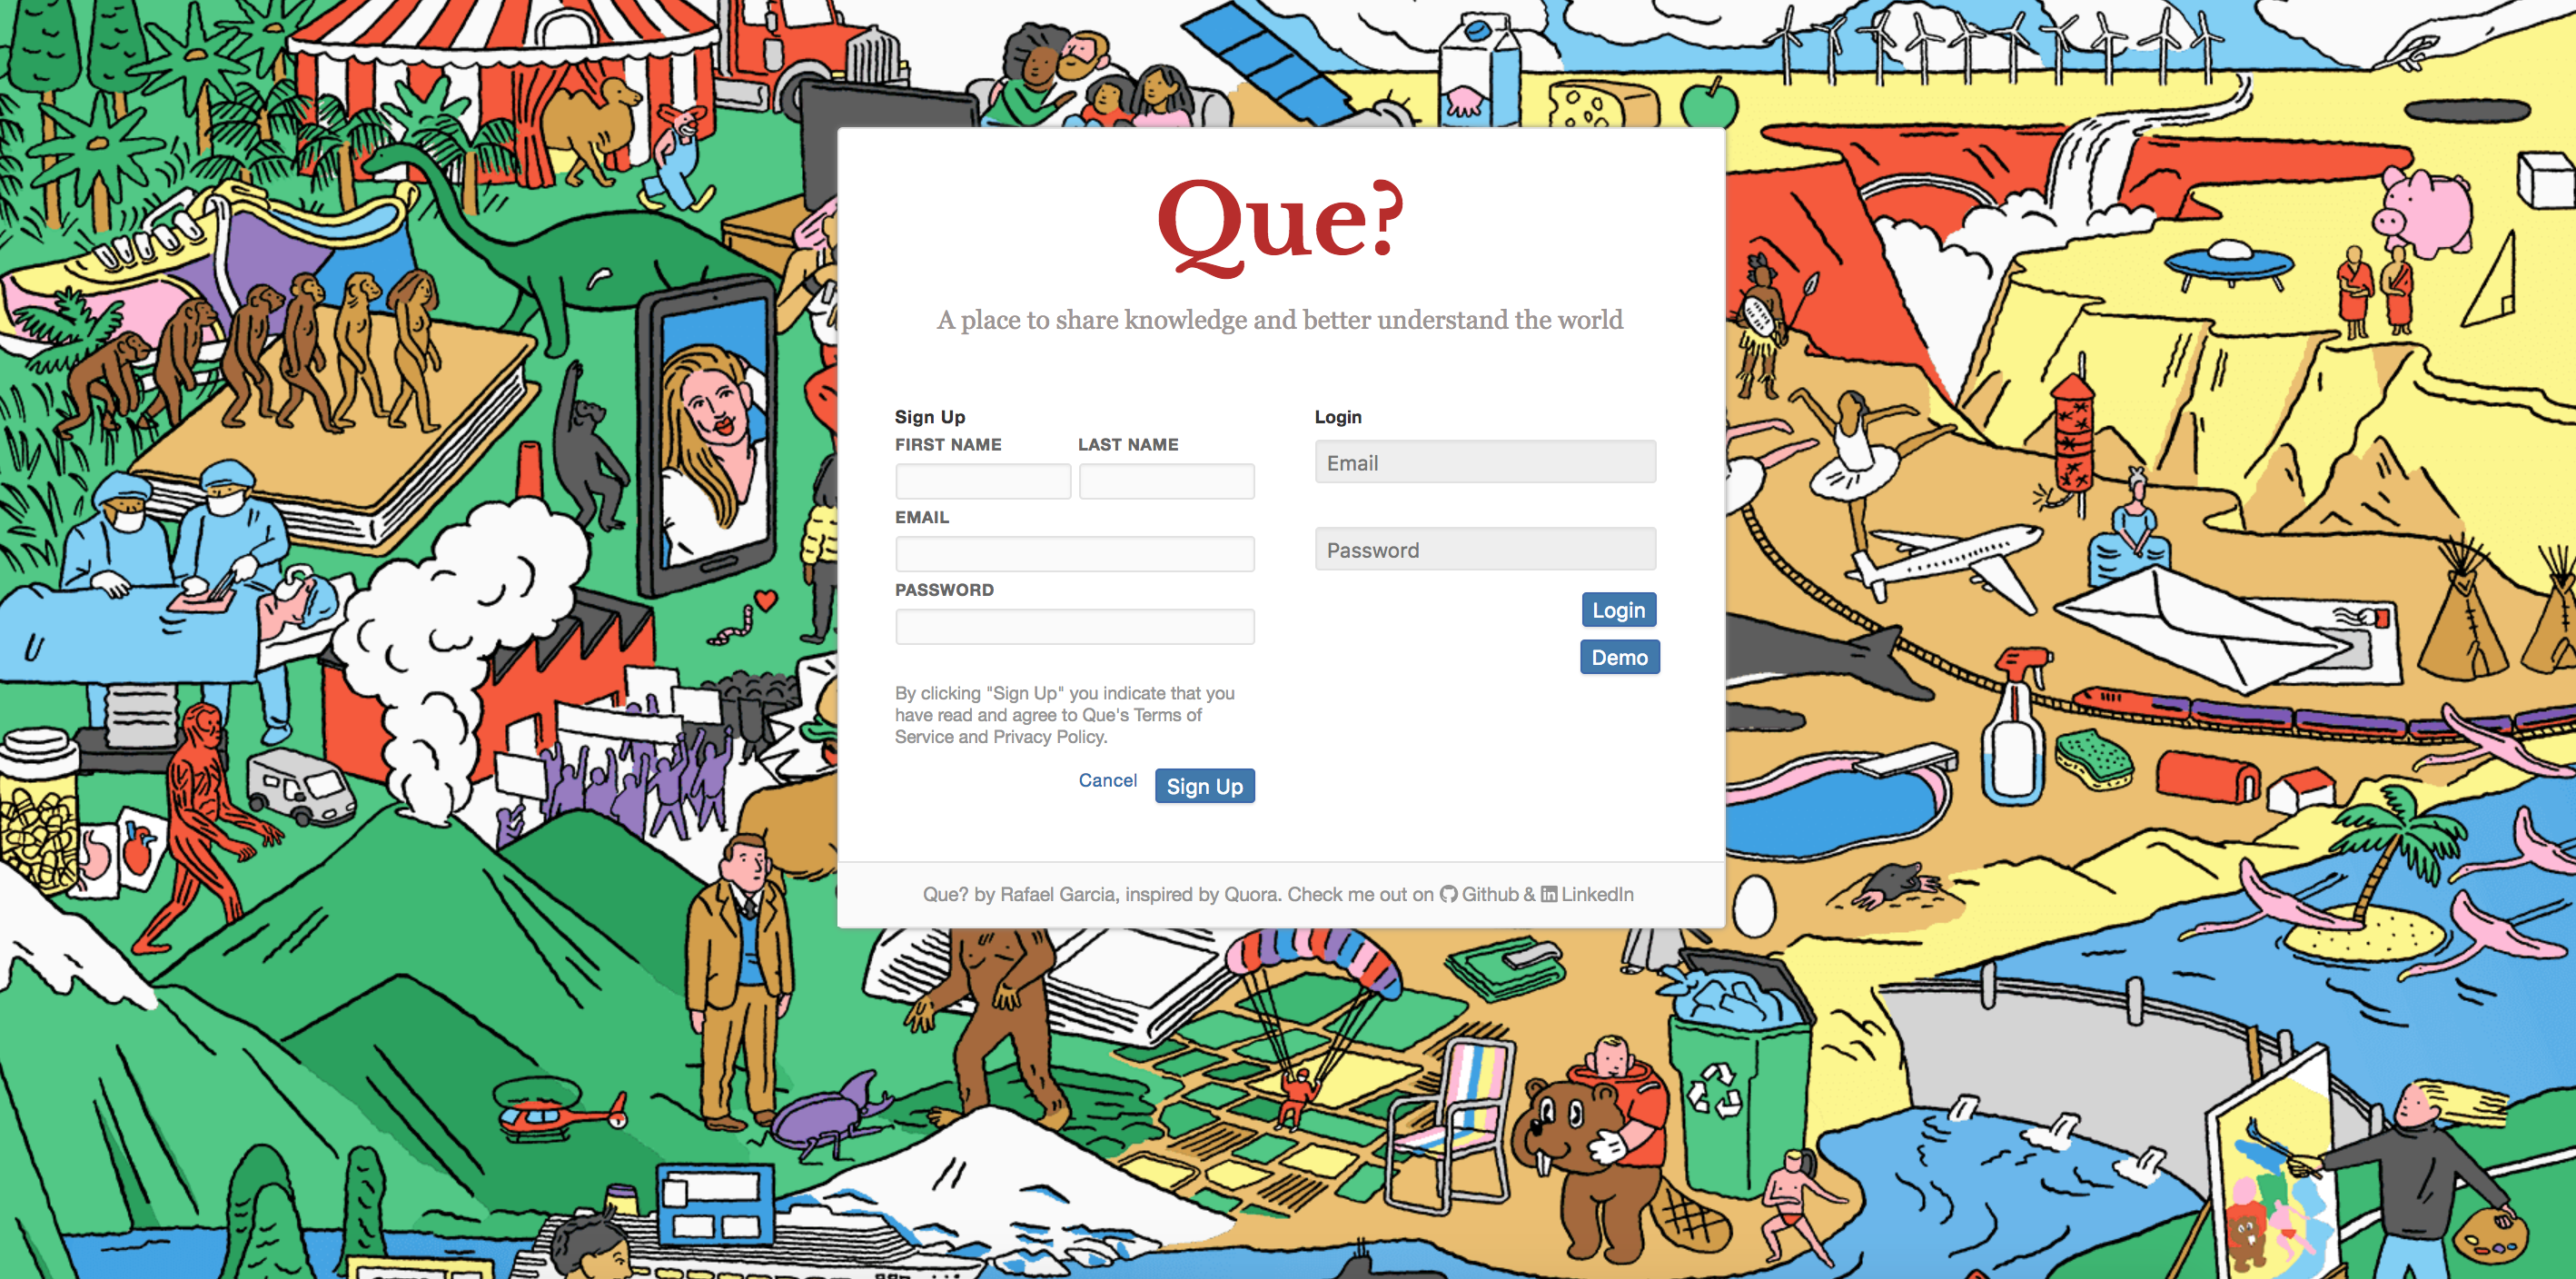 Que?
A place to share knowledge and better understand the world
Sign Up
FIRST NAME LAST NAME
EMAIL
PASSWORD
By clicking "Sign Up" you indicate that you
have read and agree to Que's Terms of
Service and Privacy Policy.
Cancel Sign Up
Login
Email
Password
Login
Demo
Que? by Rafael Garcia, inspired by Quora. Check me out on Github & LinkedIn